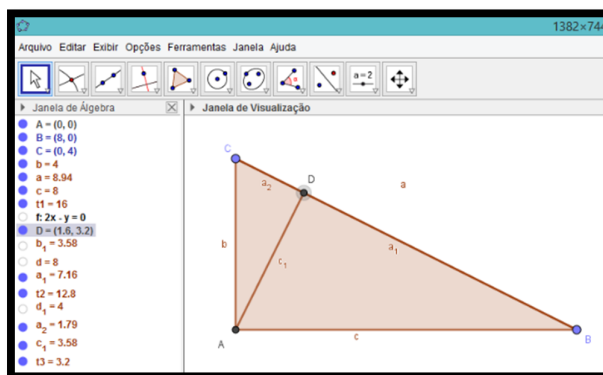 1382×744
Arquivo Editar Exibir Opções Ferramentas Janela Ajuda
a=2
Janela de Álgebra
Janela de Visualização
A = (0, 0)
B = (8, 0)
C = (0, 4)
b = 4
a = 8.94
c = 8
t1 = 16
f: 2x - y = 0
D = (1.6, 3.2)
b₁ = 3.58
d = 8
a₁ = 7.16
t2 = 12.8
d₁ = 4
a₂ = 1.79
c₁ = 3.58
t3 = 3.2
C
D
a₂
a
b
a₁
c₁
A
c
B